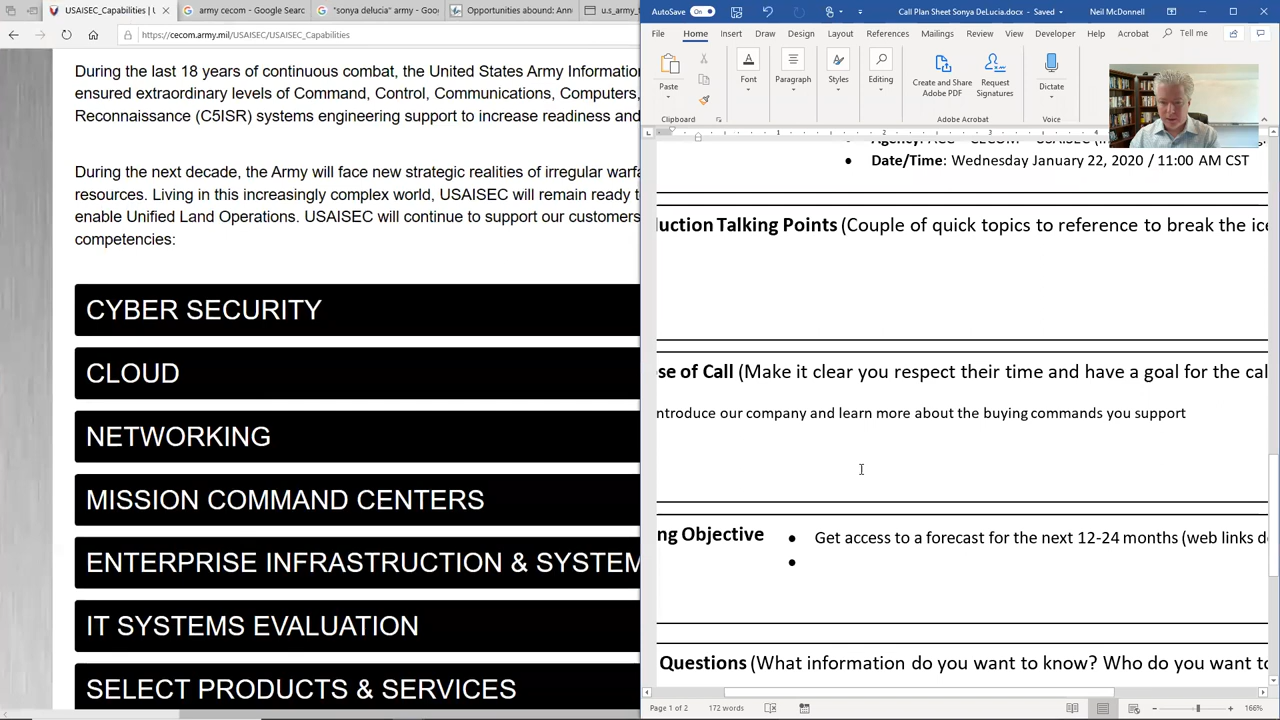 USAISEC_Capabilities | U
army cecom - Google Searc
"sonya delucia" army - Goo
Opportunities abound: Ann
u.s_army_t
https://cecom.army.mil/USAISEC/USAISEC_Capabilities
During the last 18 years of continuous combat, the United States Army Information
ensured extraordinary levels of Command, Control, Communications, Computers,
Reconnaissance (C5ISR) systems engineering support to increase readiness and
During the next decade, the Army will face new strategic realities of irregular warfa
resources. Living in this increasingly complex world, USAISEC will remain ready t
enable Unified Land Operations. USAISEC will continue to support our customers
competencies:
CYBER SECURITY
CLOUD
NETWORKING
MISSION COMMAND CENTERS
ENTERPRISE INFRASTRUCTION & SYSTEM
IT SYSTEMS EVALUATION
SELECT PRODUCTS & SERVICES
AutoSave On Call Plan Sheet Sonya DeLucia.docx - Saved Neil McDonnell
File Home Insert Draw Design Layout References Mailings Review View Developer Help Acrobat Tell me
Paste
Font
Paragraph
Styles
Editing
Create and Share
Adobe PDF
Request
Signatures
Dictate
Clipboard
Adobe Acrobat
Voice
1 2 3 4
• Date/Time: Wednesday January 22, 2020 / 11:00 AM CST
uction Talking Points (Couple of quick topics to reference to break the ice
se of Call (Make it clear you respect their time and have a goal for the cal
ntroduce our company and learn more about the buying commands you support
ng Objective
• Get access to a forecast for the next 12-24 months (web links d
•
Questions (What information do you want to know? Who do you want to
Page 1 of 2 172 words
166%